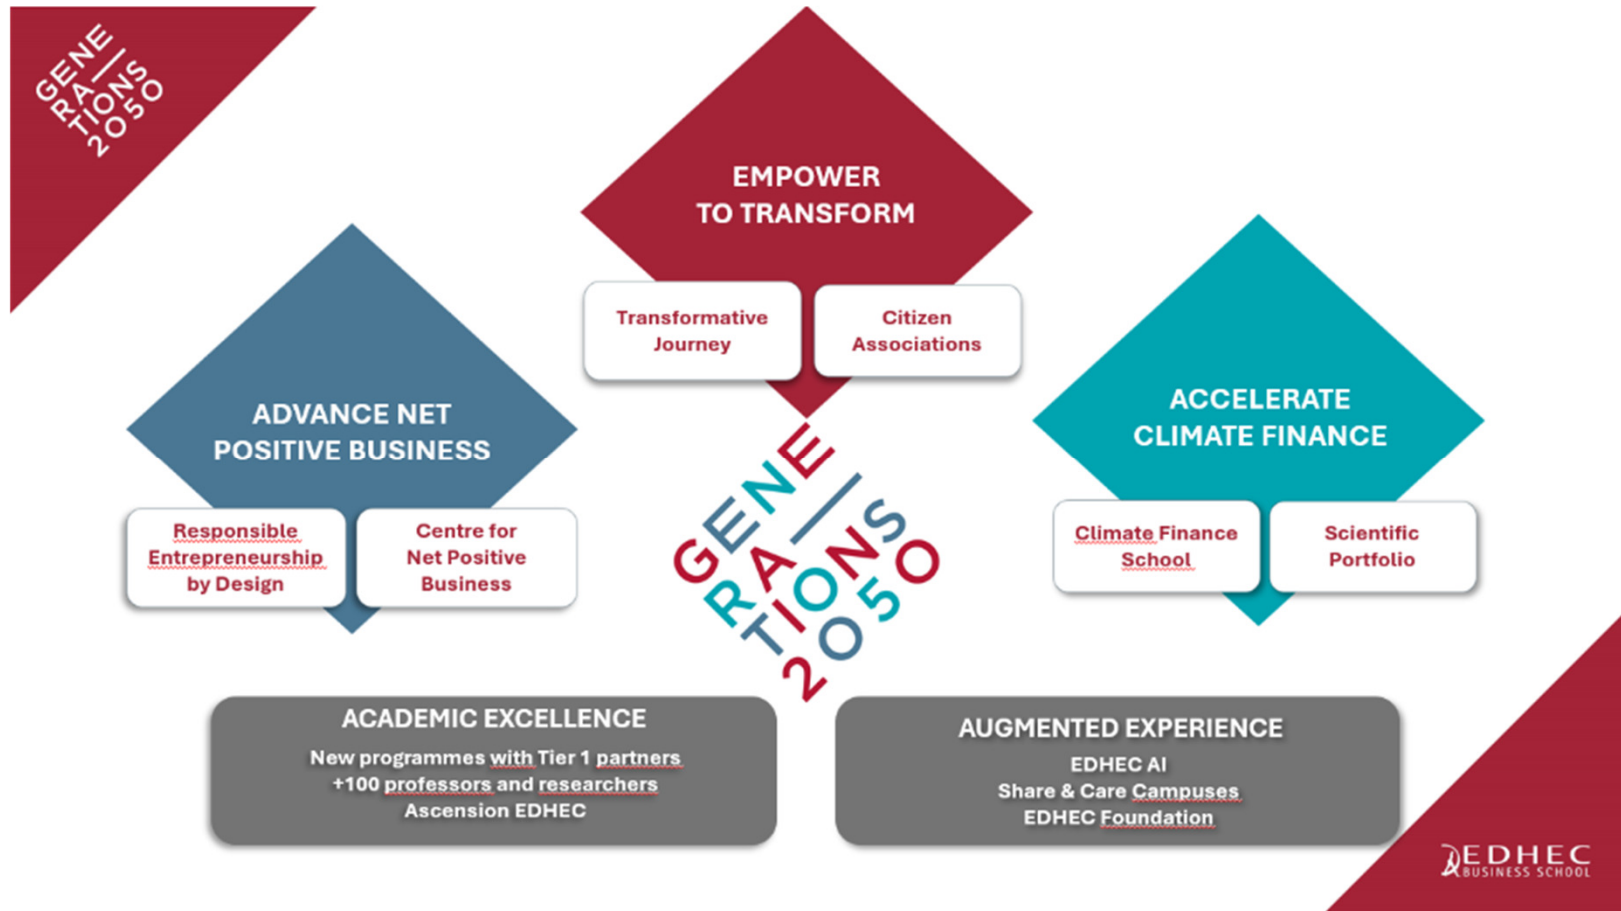 GENE
RA/
TIONS
2050
EMPOWER
TO TRANSFORM
Transformative
Journey
Citizen
Associations
ADVANCE NET
POSITIVE BUSINESS
Responsible
Entrepreneurship
by Design
Centre for
Net Positive
Business
ACCELERATE
CLIMATE FINANCE
Climate Finance
School
Scientific
Portfolio
GENE
RA/
TIONS
2050
ACADEMIC EXCELLENCE
New programmes with Tier 1 partners
+100 professors and researchers
Ascension EDHEC
AUGMENTED EXPERIENCE
EDHEC AI
Share & Care Campuses
EDHEC Foundation
EDHEC
BUSINESS SCHOOL